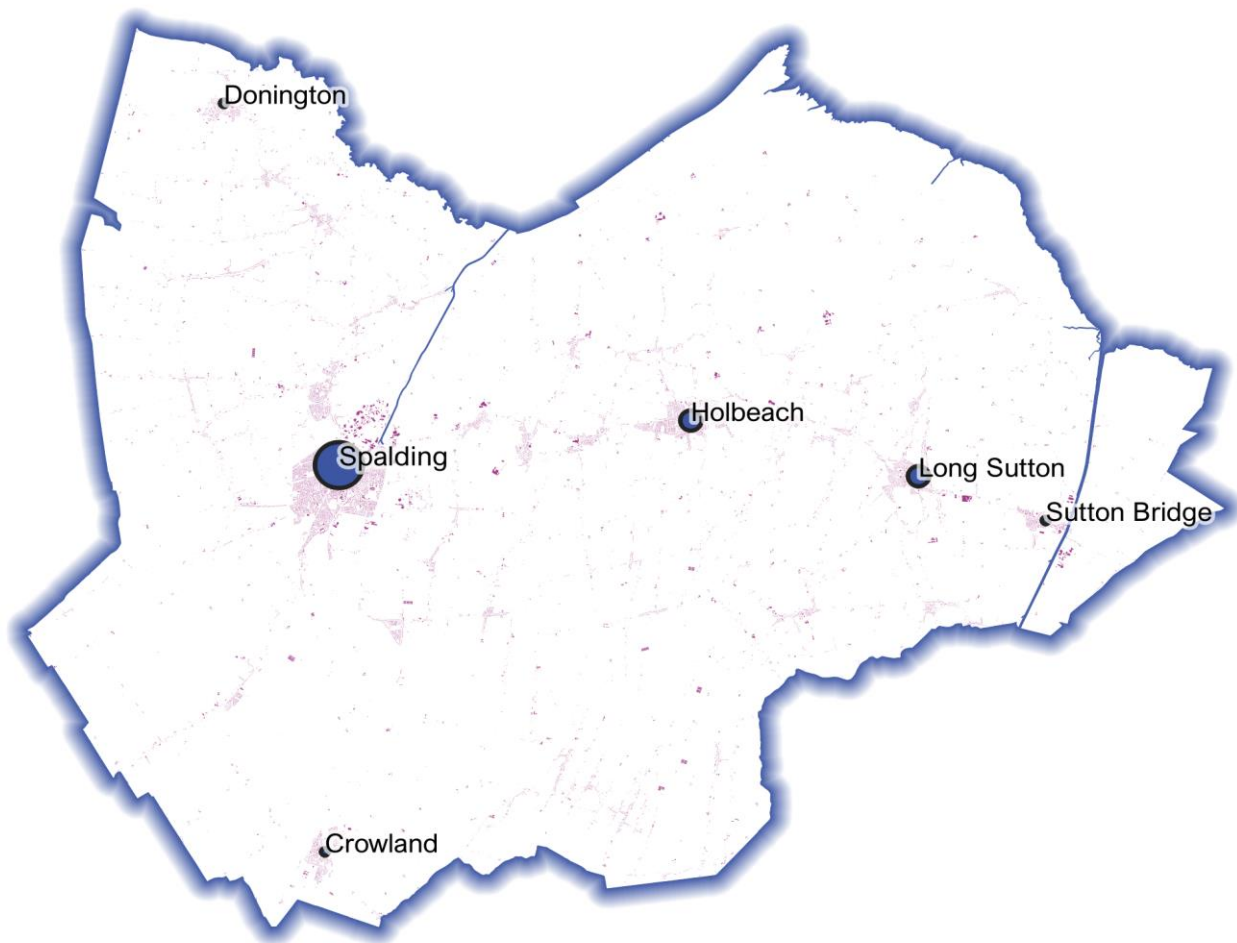 Donington
Holbeach
Spalding
Long Sutton
Sutton Bridge
Crowland